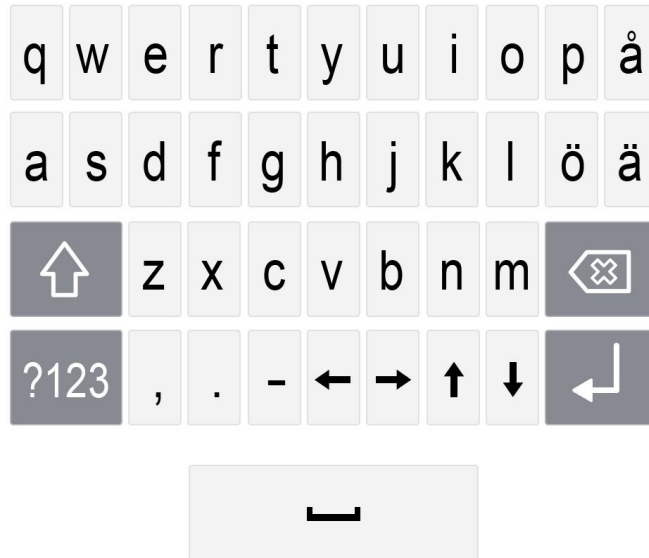 q w e r t y u i o p å
a s d f g h j k l ö ä
z x c v b n m
?123 , . - ← → ↑ ↓